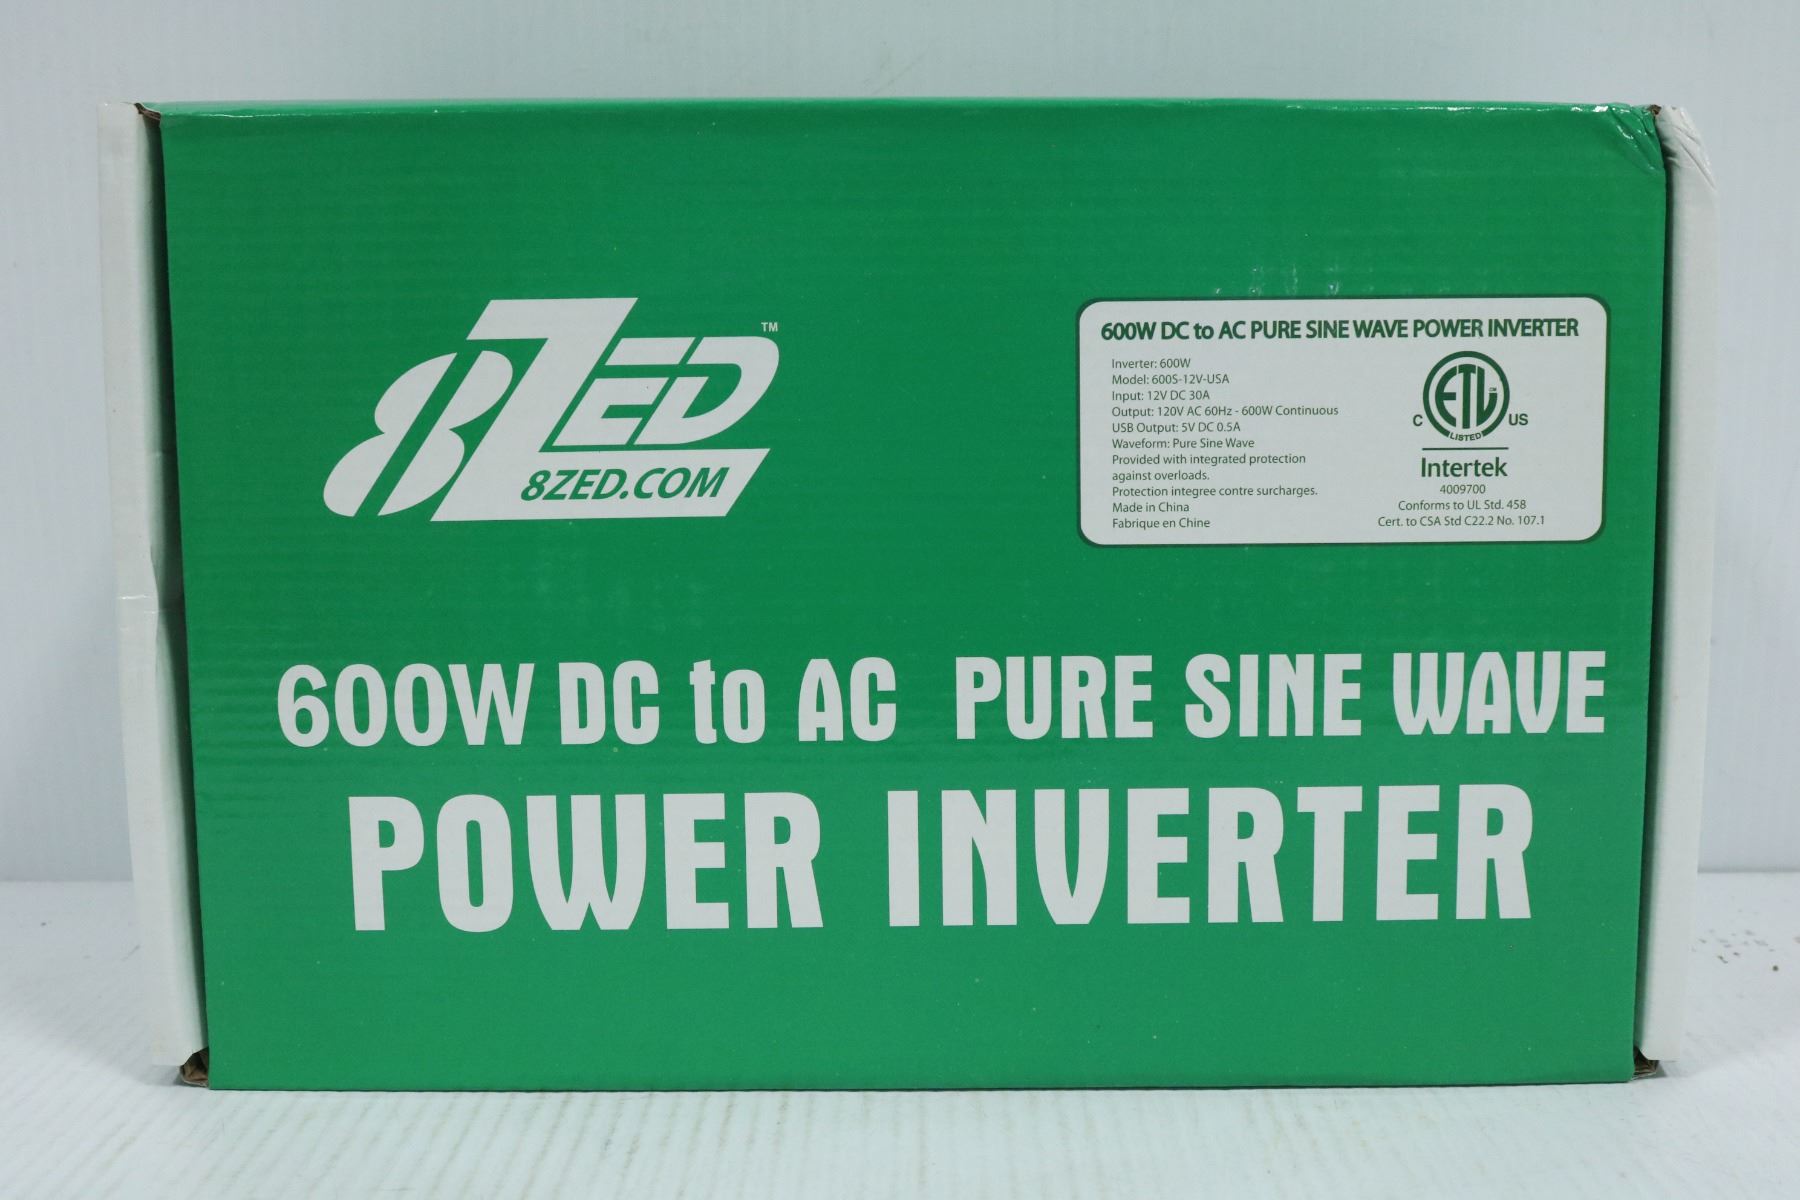 8ZED™
8ZED.COM
600W DC to AC PURE SINE WAVE POWER INVERTER
Inverter: 600W
Model: 600S-12V-USA
Input: 12V DC 30A
Output: 120V AC 60Hz - 600W Continuous
USB Output: 5V DC 0.5A
Waveform: Pure Sine Wave
Provided with integrated protection
against overloads.
Protection integree contre surcharges.
Made in China
Fabrique en Chine
ETL CM
C US
LISTED
Intertek
4009700
Conforms to UL Std. 458
Cert. to CSA Std C22.2 No. 107.1
600W DC to AC PURE SINE WAVE
POWER INVERTER